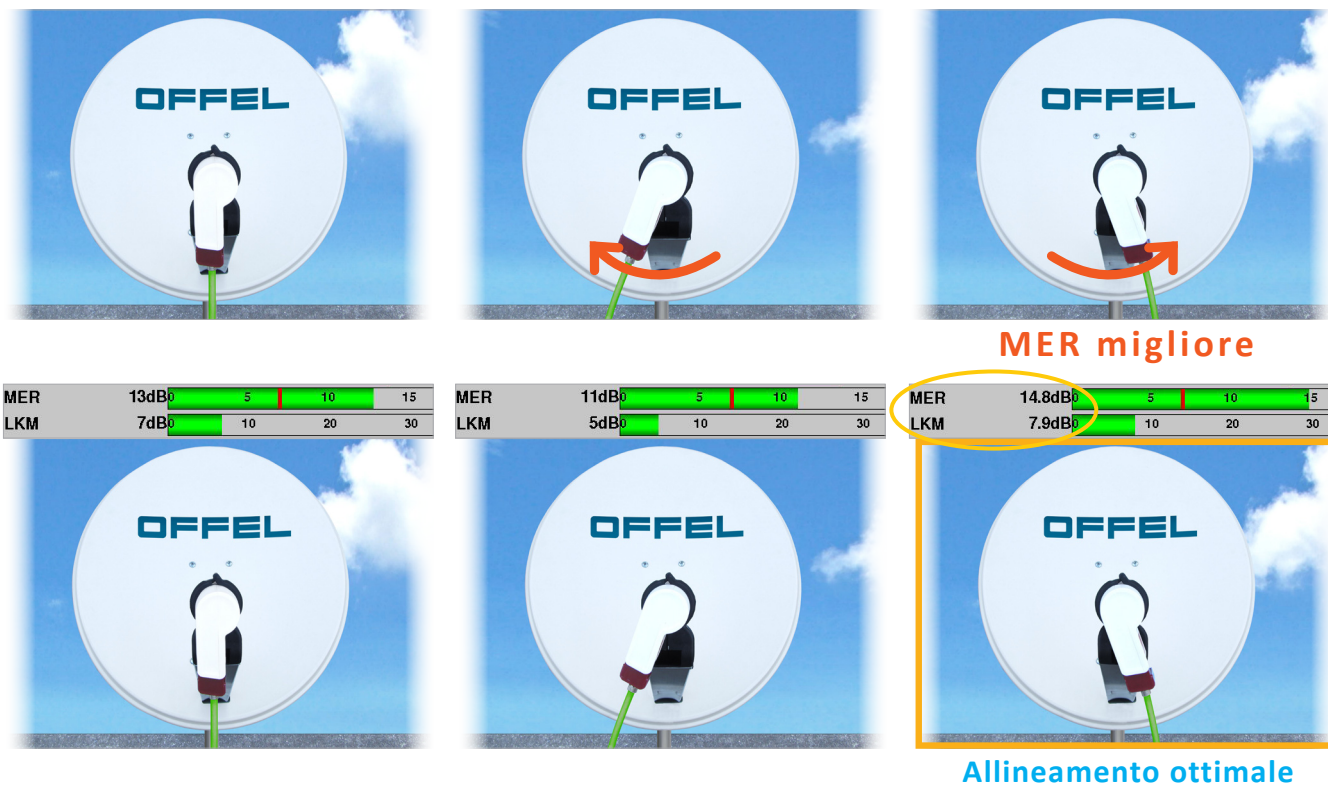 OFFEL OFFEL OFFEL
MER migliore
MER 13dB 0 5 10 15
LKM 7dB 0 10 20 30
MER 11dB 0 5 10 15
LKM 5dB 0 10 20 30
MER 14.8dB 0 5 10 15
LKM 7.9dB 0 10 20 30
OFFEL OFFEL OFFEL
Allineamento ottimale